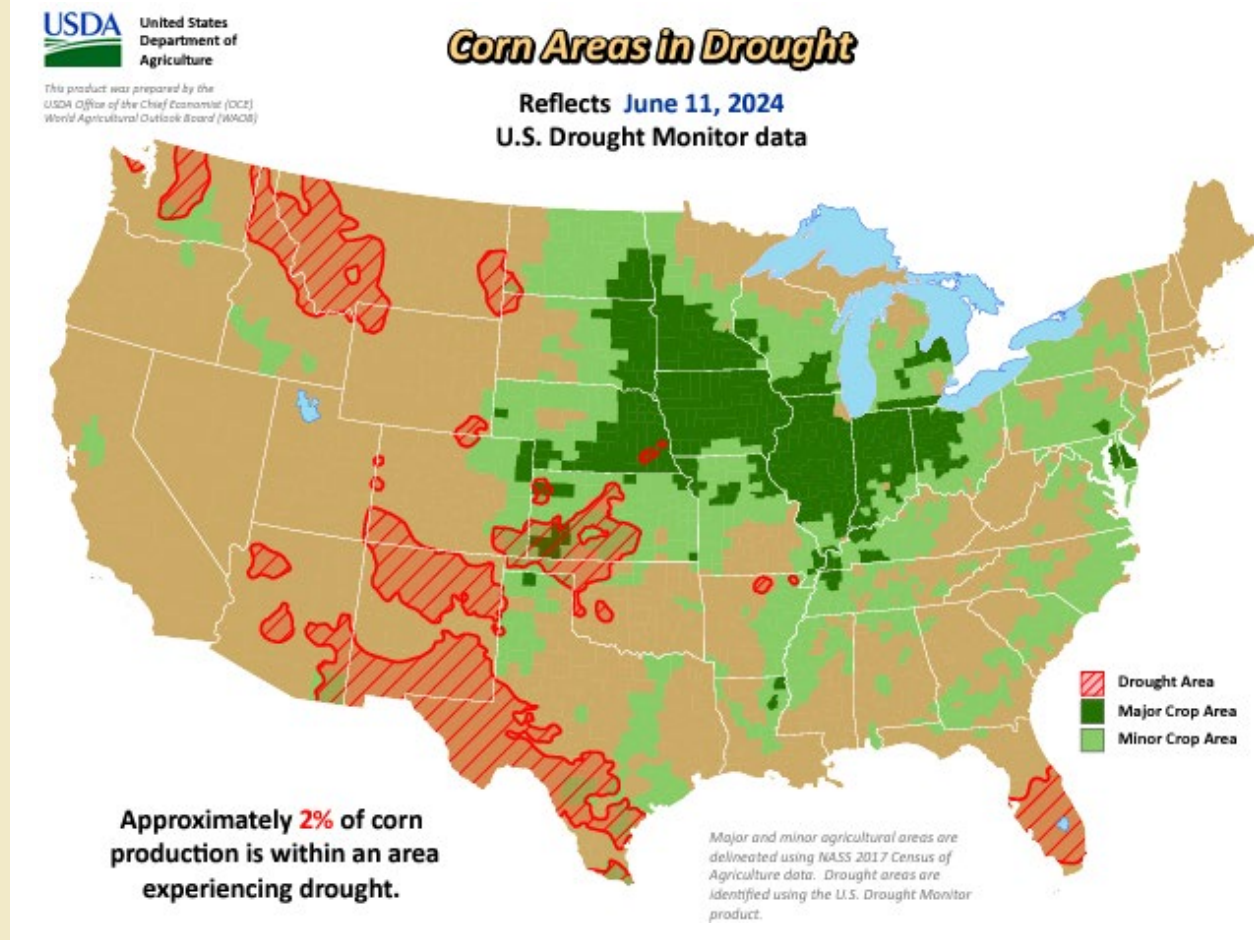 USDA
United States
Department of
Agriculture
This product was prepared by the
USDA Office of the Chief Economist (OCE)
World Agricultural Outlook Board (WAOB)
Corn Areas in Drought
Reflects June 11, 2024
U.S. Drought Monitor data
Drought Area
Major Crop Area
Minor Crop Area
Approximately 2% of corn
production is within an area
experiencing drought.
Major and minor agricultural areas are
delineated using NASS 2017 Census of
Agriculture data. Drought areas are
identified using the U.S. Drought Monitor
product.